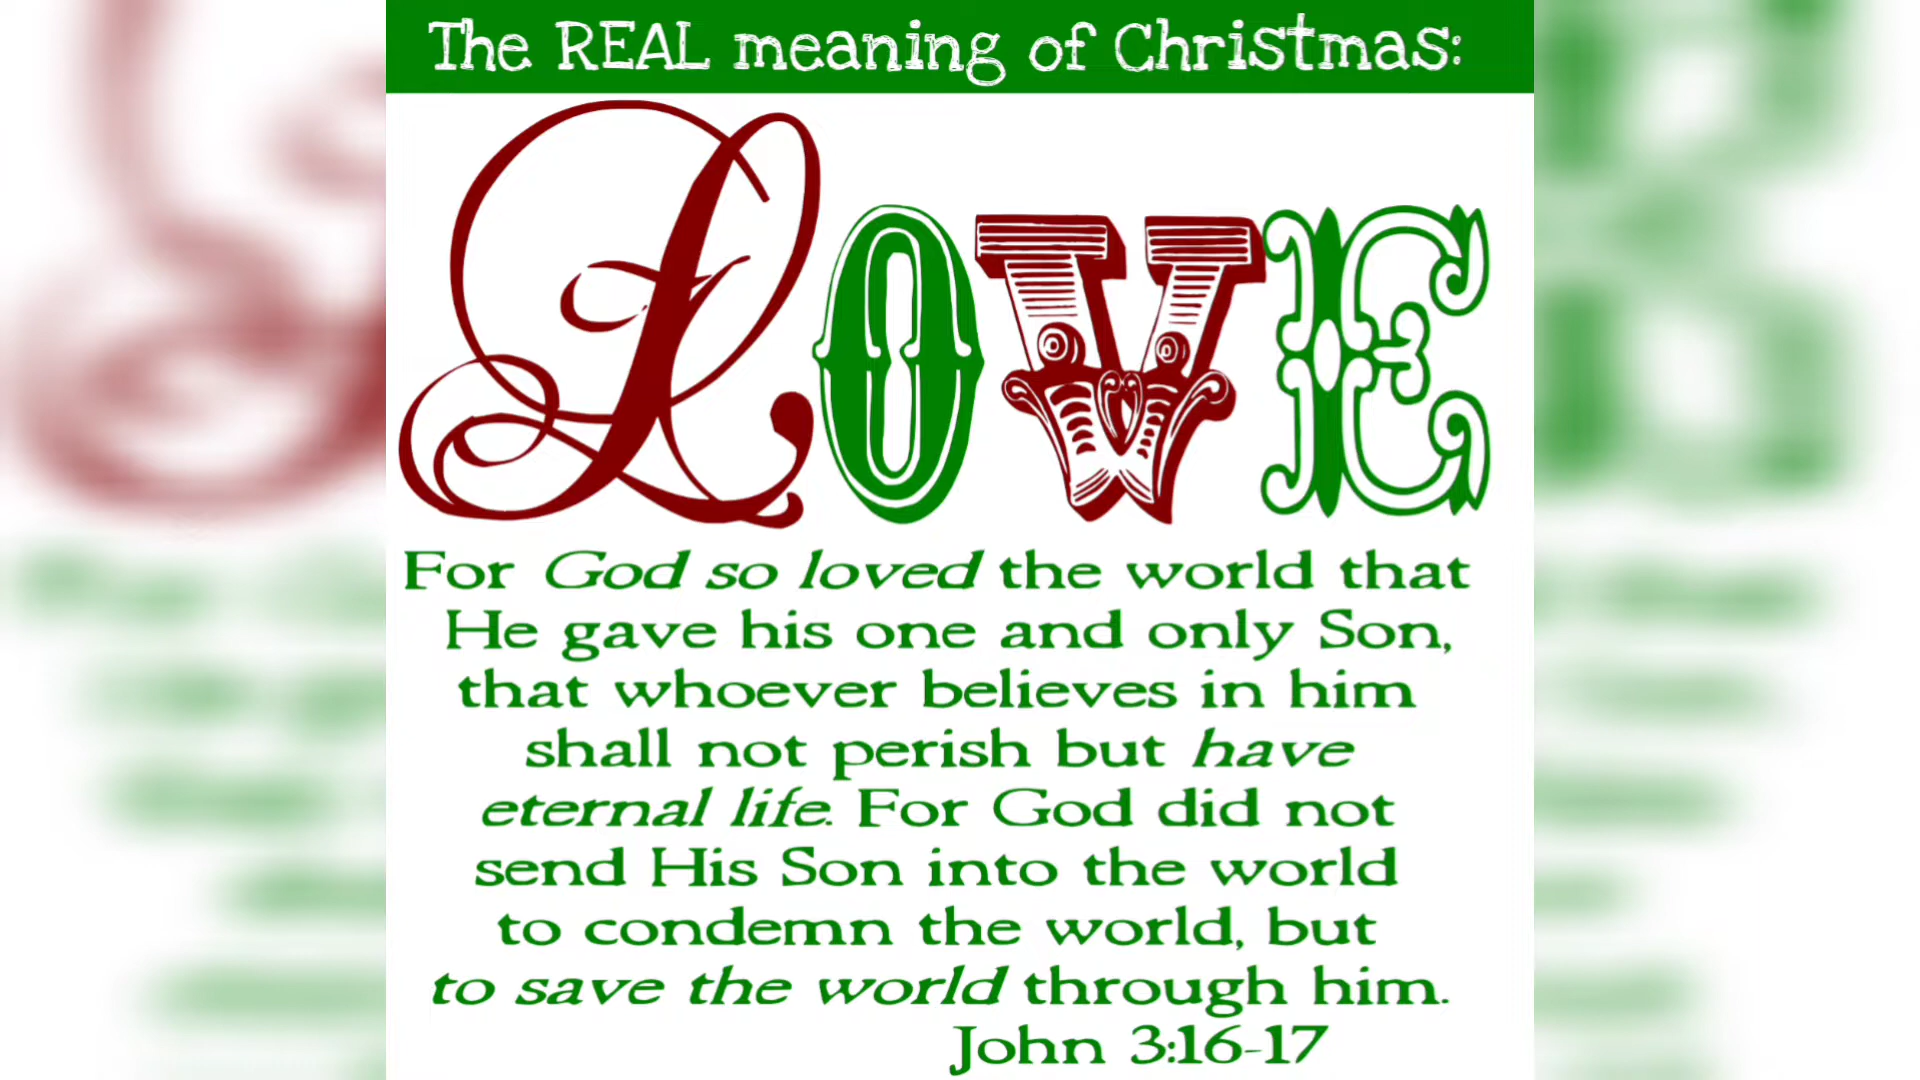 The REAL meaning of Christmas:
LOVE
For God so loved the world that
He gave his one and only Son,
that whoever believes in him
shall not perish but have
eternal life. For God did not
send His Son into the world
to condemn the world, but
to save the world through him.
John 3:16-17